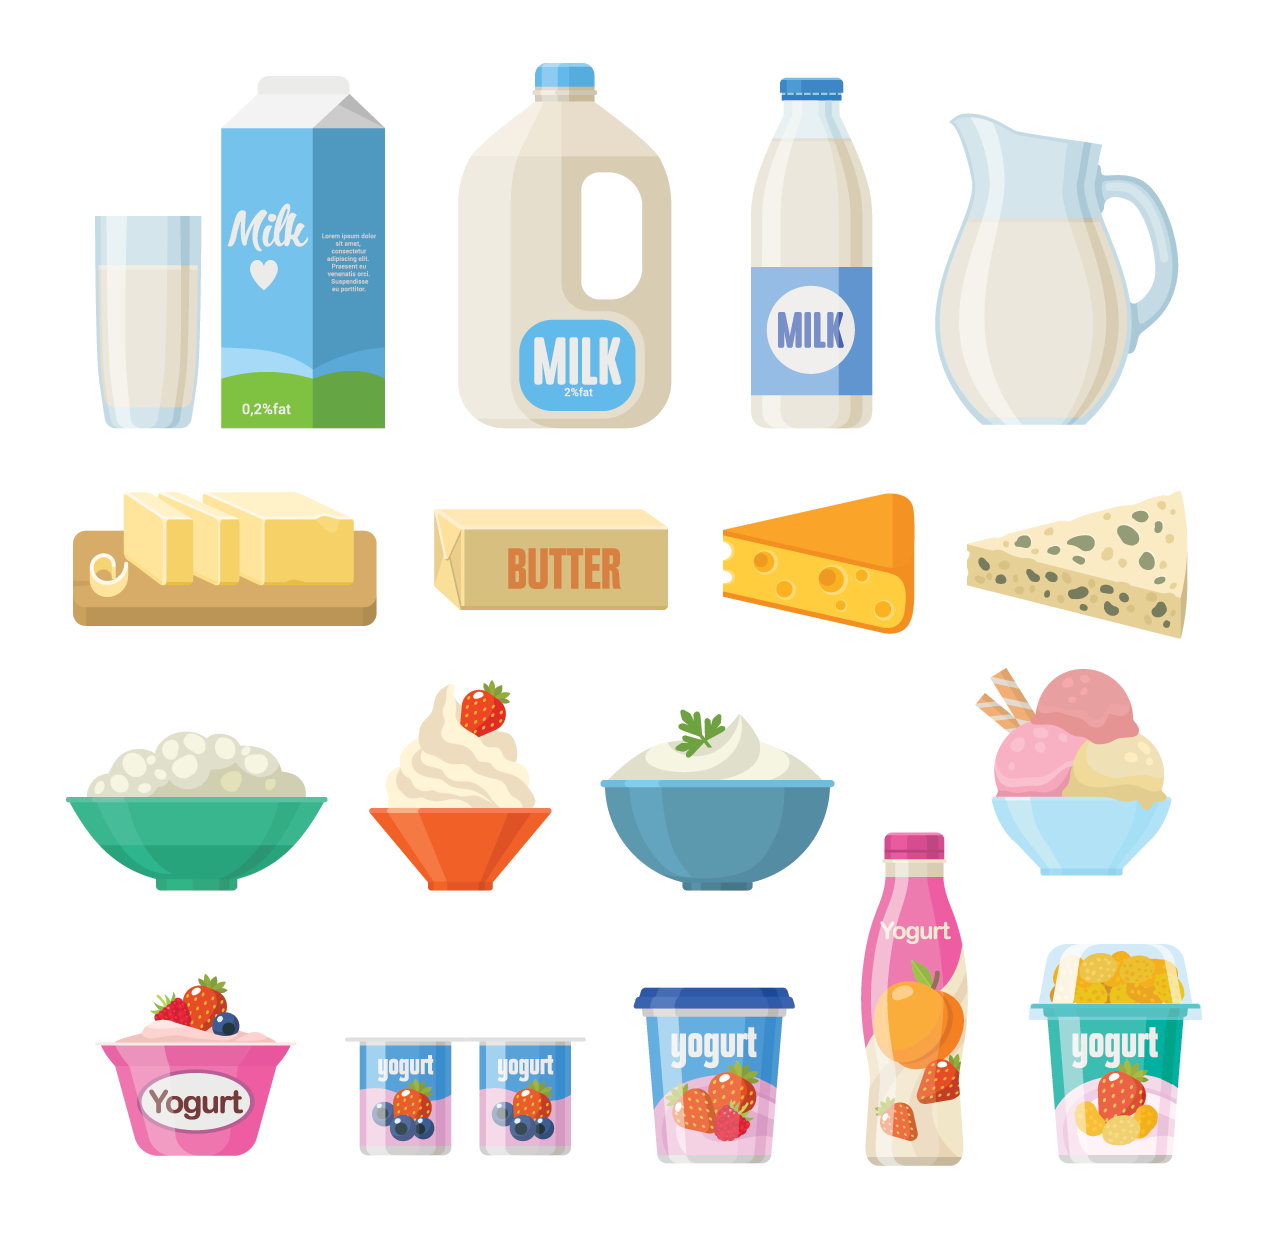 Milk
Lorem ipsum dolor
sit amet,
consectetur
adipiscing elit.
Praesent eu
venenatis orci.
Suspendisse
eu porttitor.
0,2%fat
MILK
2%fat
MILK
BUTTER
Yogurt
Yogurt
yogurt
yogurt
yogurt
yogurt